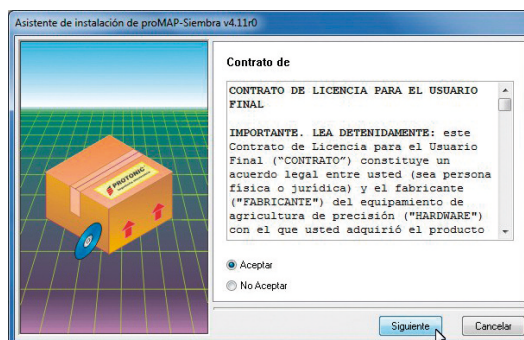 Asistente de instalación de proMAP-Siembra v4.11r0
Contrato de
CONTRATO DE LICENCIA PARA EL USUARIO
FINAL
IMPORTANTE. LEA DETENIDAMENTE: este
Contrato de Licencia para el Usuario
Final ("CONTRATO") constituye un
acuerdo legal entre usted (sea persona
física o jurídica) y el fabricante
("FABRICANTE") del equipamiento de
agricultura de precisión ("HARDWARE")
con el que usted adquirió el producto
PROTONIC
Aceptar
No Aceptar
Siguiente
Cancelar